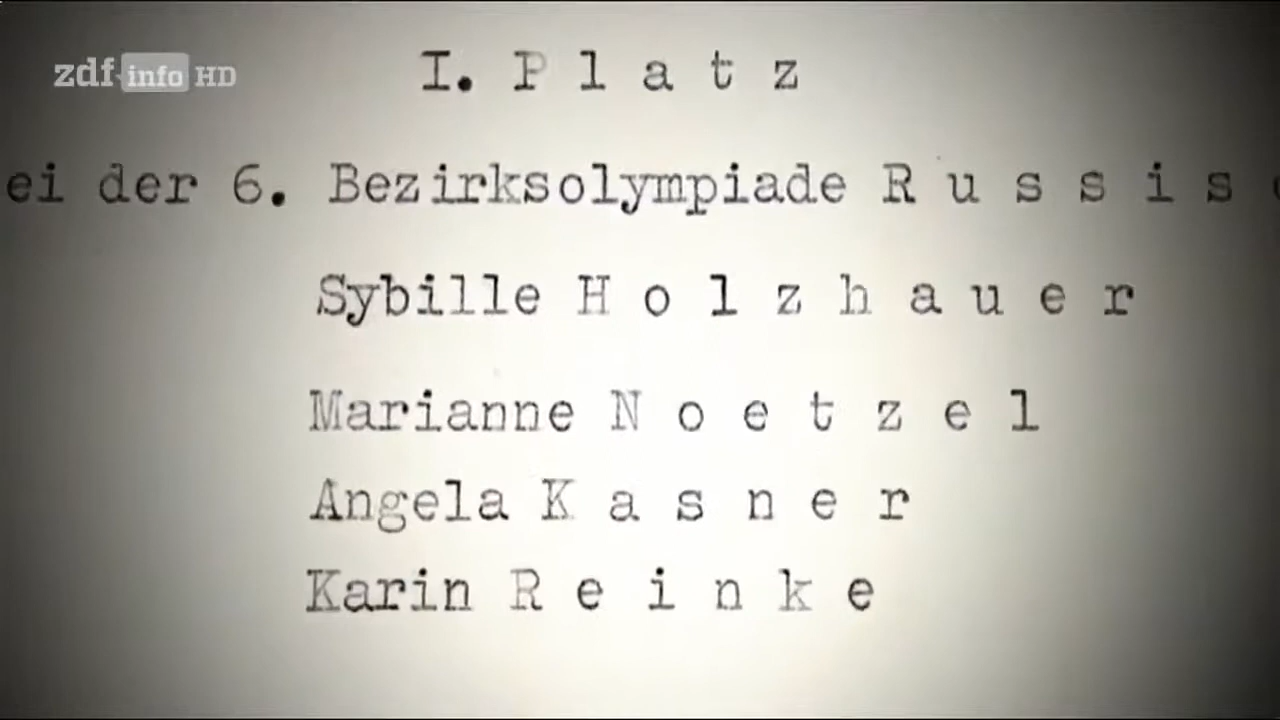 zdf info HD
I. P l a t z
ei der 6. Bezirksolympiade R u s s i s
Sybille H o l z h a u e r
Marianne N o e t z e l
Angela K a s n e r
Karin R e i n k e